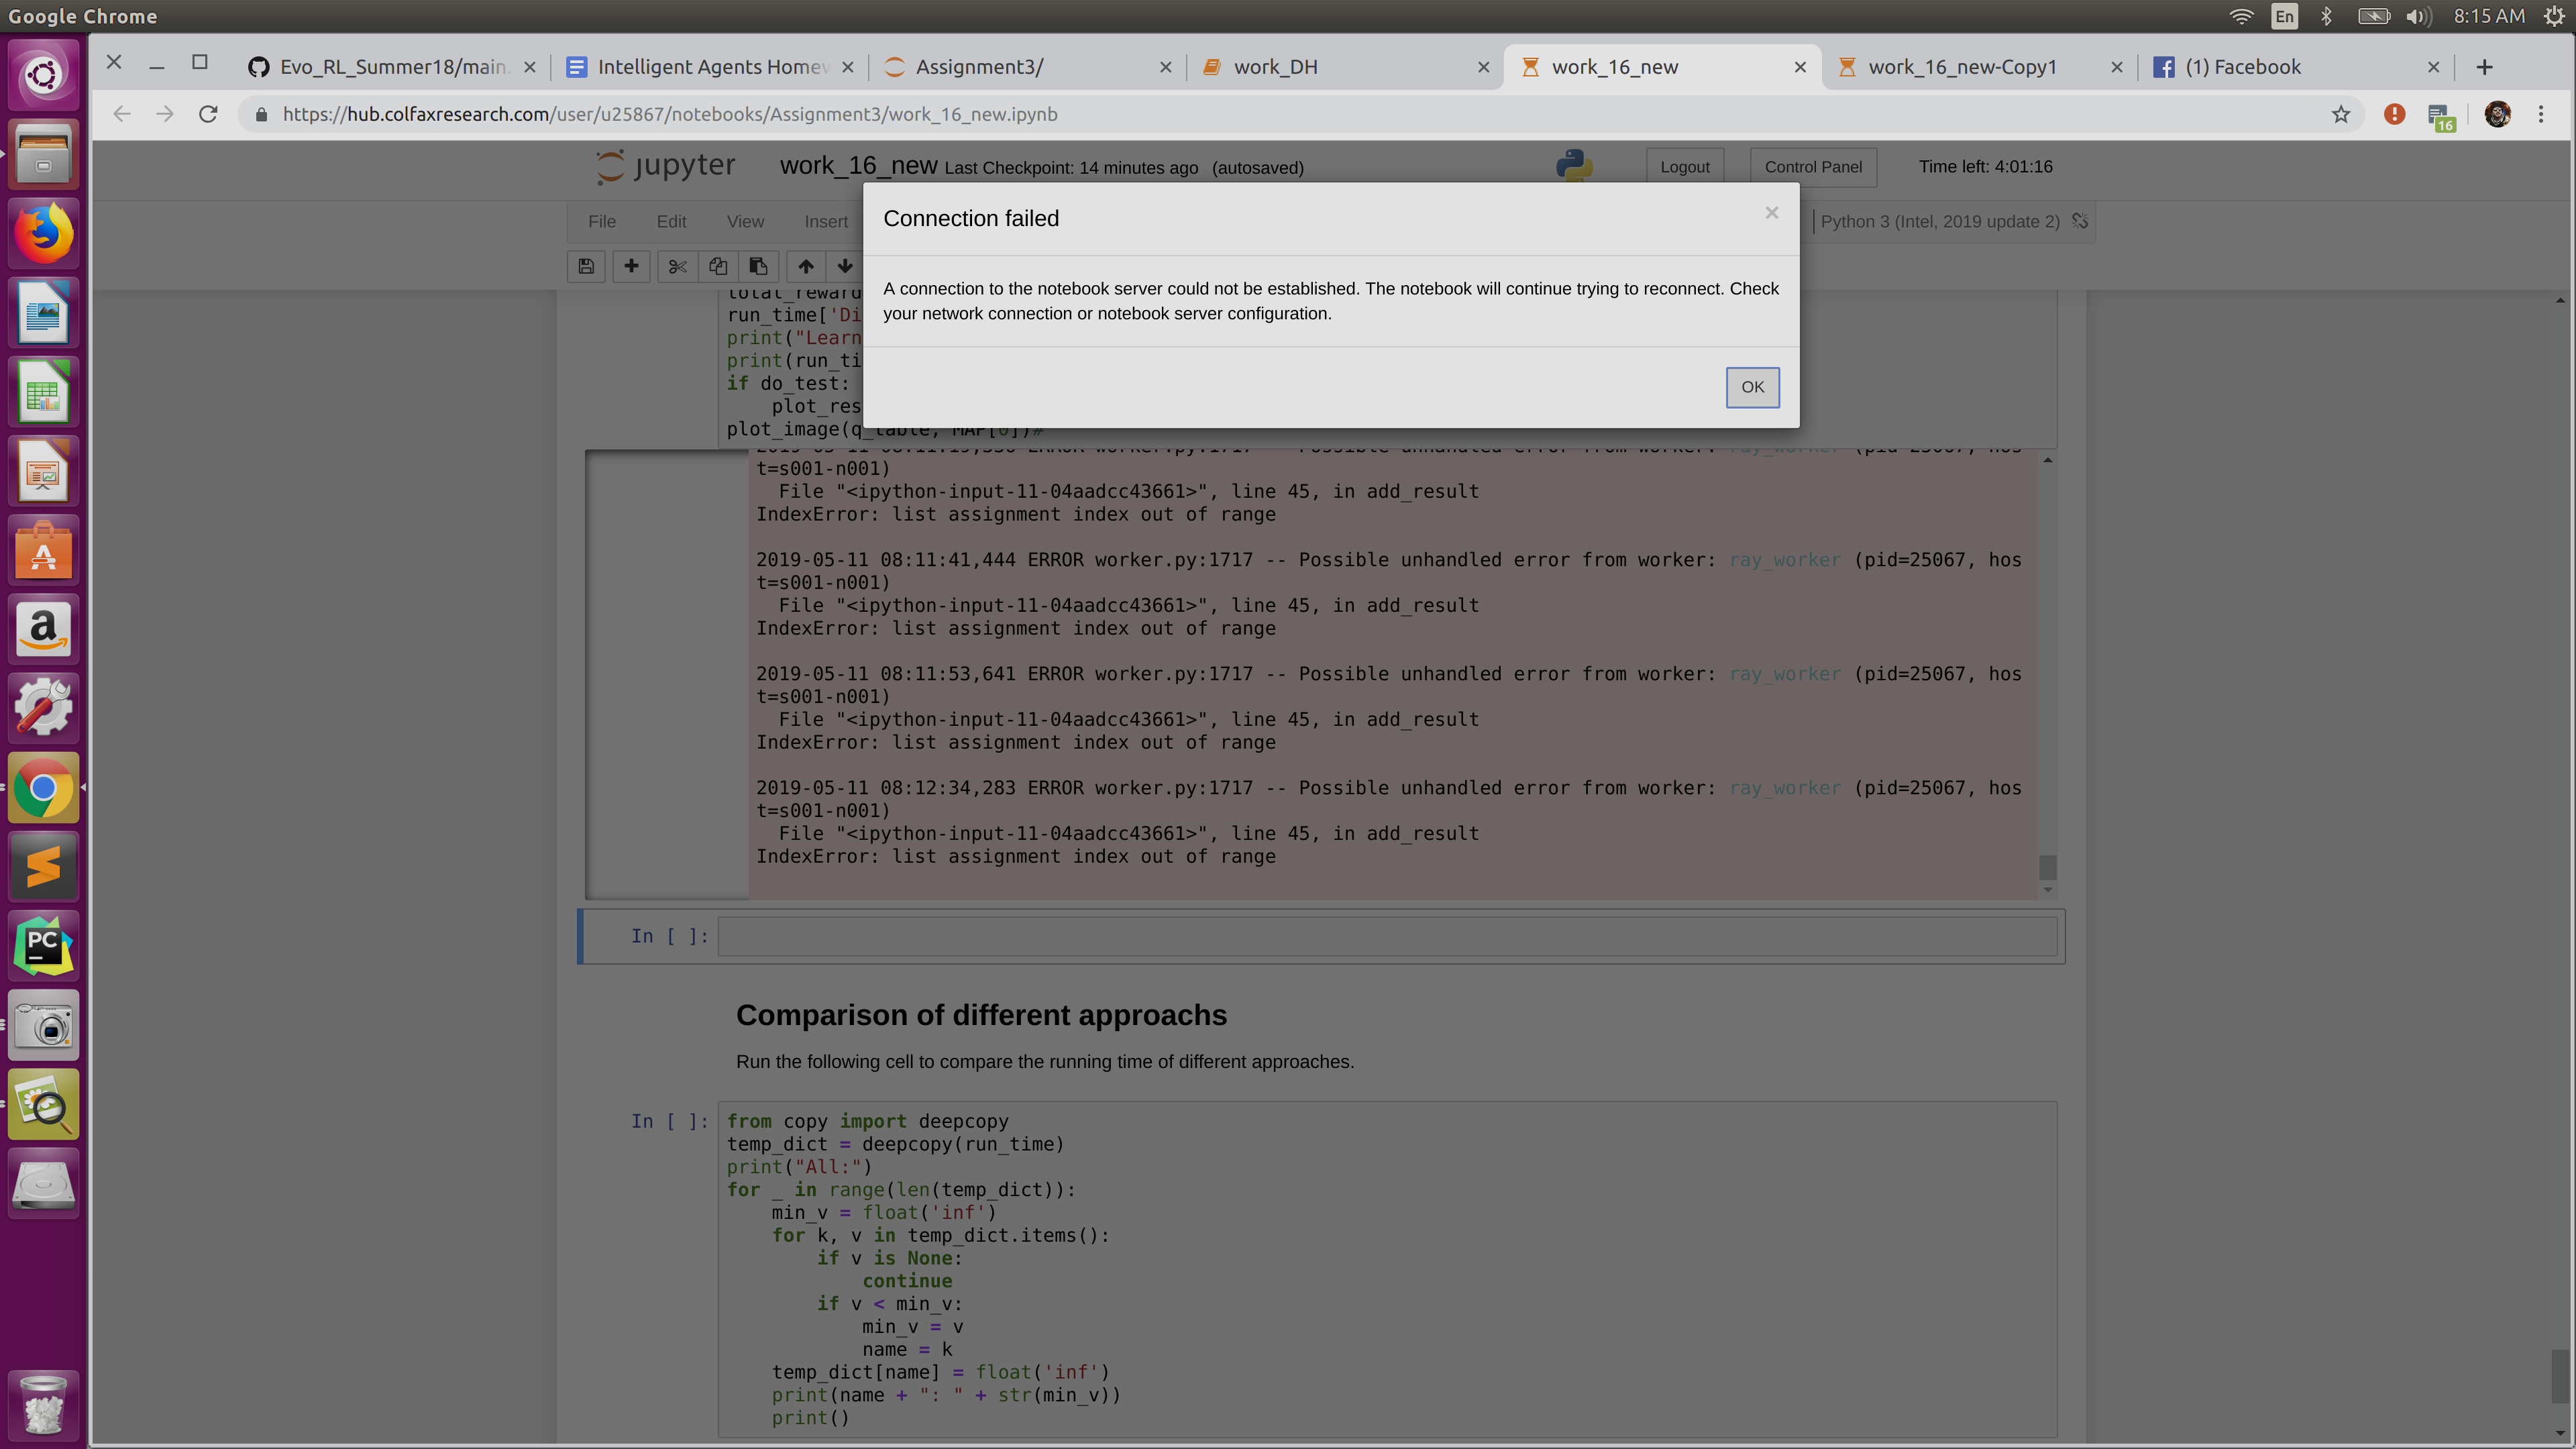 Google Chrome
En
8:15 AM
Evo_RL_Summer18/main.
Intelligent Agents Homew
Assignment3/
work_DH
work_16_new
work_16_new-Copy1
(1) Facebook
https://hub.colfaxresearch.com/user/u25867/notebooks/Assignment3/work_16_new.ipynb
16
jupyter
work_16_new Last Checkpoint: 14 minutes ago (autosaved)
Logout
Control Panel
Time left: 4:01:16
File
Edit
View
Insert
Python 3 (Intel, 2019 update 2)
Connection failed
×
A connection to the notebook server could not be established. The notebook will continue trying to reconnect. Check
your network connection or notebook server configuration.
OK
total_reward
run_time['Di
print("Learn
print(run_ti
if do_test:
plot_res
plot_image(q_table, MAP[0])#
t=s001-n001)
File "<ipython-input-11-04aadcc43661>", line 45, in add_result
IndexError: list assignment index out of range
2019-05-11 08:11:41,444 ERROR worker.py:1717 -- Possible unhandled error from worker: ray_worker (pid=25067, hos
t=s001-n001)
File "<ipython-input-11-04aadcc43661>", line 45, in add_result
IndexError: list assignment index out of range
2019-05-11 08:11:53,641 ERROR worker.py:1717 -- Possible unhandled error from worker: ray_worker (pid=25067, hos
t=s001-n001)
File "<ipython-input-11-04aadcc43661>", line 45, in add_result
IndexError: list assignment index out of range
2019-05-11 08:12:34,283 ERROR worker.py:1717 -- Possible unhandled error from worker: ray_worker (pid=25067, hos
t=s001-n001)
File "<ipython-input-11-04aadcc43661>", line 45, in add_result
IndexError: list assignment index out of range
In [ ]:
PC
Comparison of different approachs
Run the following cell to compare the running time of different approaches.
In [ ]:
from copy import deepcopy
temp_dict = deepcopy(run_time)
print("All:")
for _ in range(len(temp_dict)):
min_v = float('inf')
for k, v in temp_dict.items():
if v is None:
continue
if v < min_v:
min_v = v
name = k
temp_dict[name] = float('inf')
print(name + ": " + str(min_v))
print()